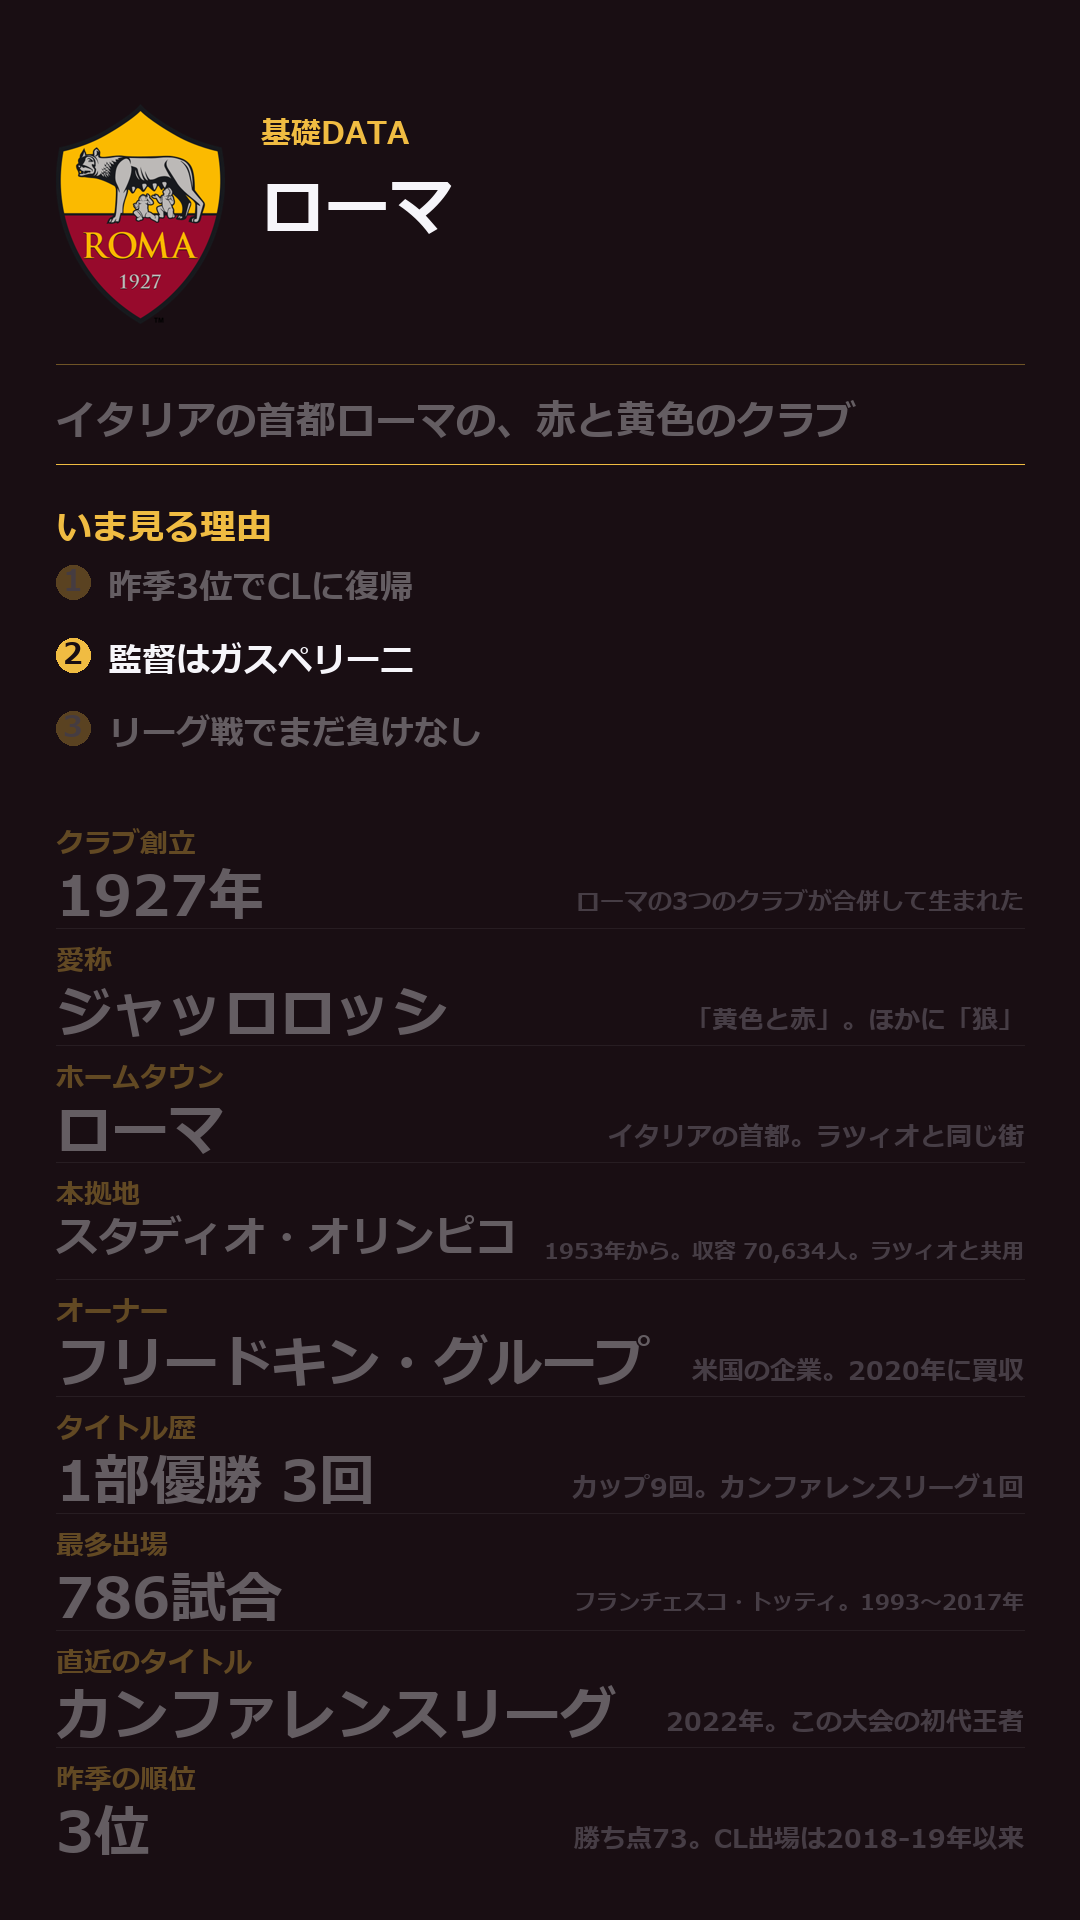 基礎DATA
ローマ
ROMA
1927
TM
イタリアの首都ローマの、赤と黄色のクラブ
いま見る理由
1 昨季3位でCLに復帰
2 監督はガスペリーニ
3 リーグ戦でまだ負けなし
クラブ創立
1927年 ローマの3つのクラブが合併して生まれた
愛称
ジャッロロッシ 「黄色と赤」。ほかに「狼」
ホームタウン
ローマ イタリアの首都。ラツィオと同じ街
本拠地
スタディオ・オリンピコ 1953年から。収容 70,634人。ラツィオと共用
オーナー
フリードキン・グループ 米国の企業。2020年に買収
タイトル歴
1部優勝 3回 カップ9回。カンファレンスリーグ1回
最多出場
786試合 フランチェスコ・トッティ。1993〜2017年
直近のタイトル
カンファレンスリーグ 2022年。この大会の初代王者
昨季の順位
3位 勝ち点73。CL出場は2018-19年以来